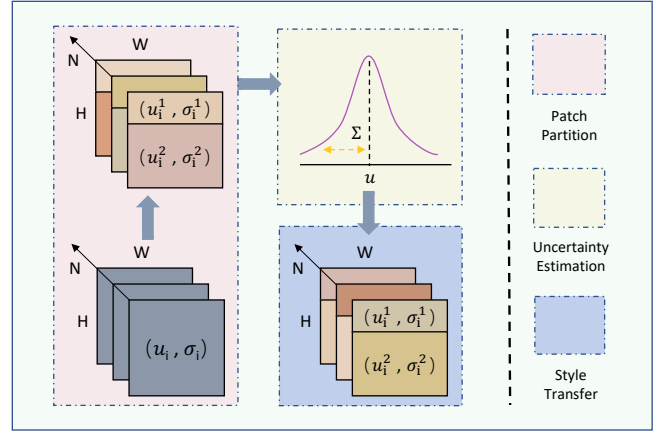 W
N
H
(u_i^1 , σ_i^1)
(u_i^2 , σ_i^2)
W
N
H
(u_i , σ_i)
Σ
u
W
N
H
(u_i^1 , σ_i^1)
(u_i^2 , σ_i^2)
Patch
Partition
Uncertainty
Estimation
Style
Transfer